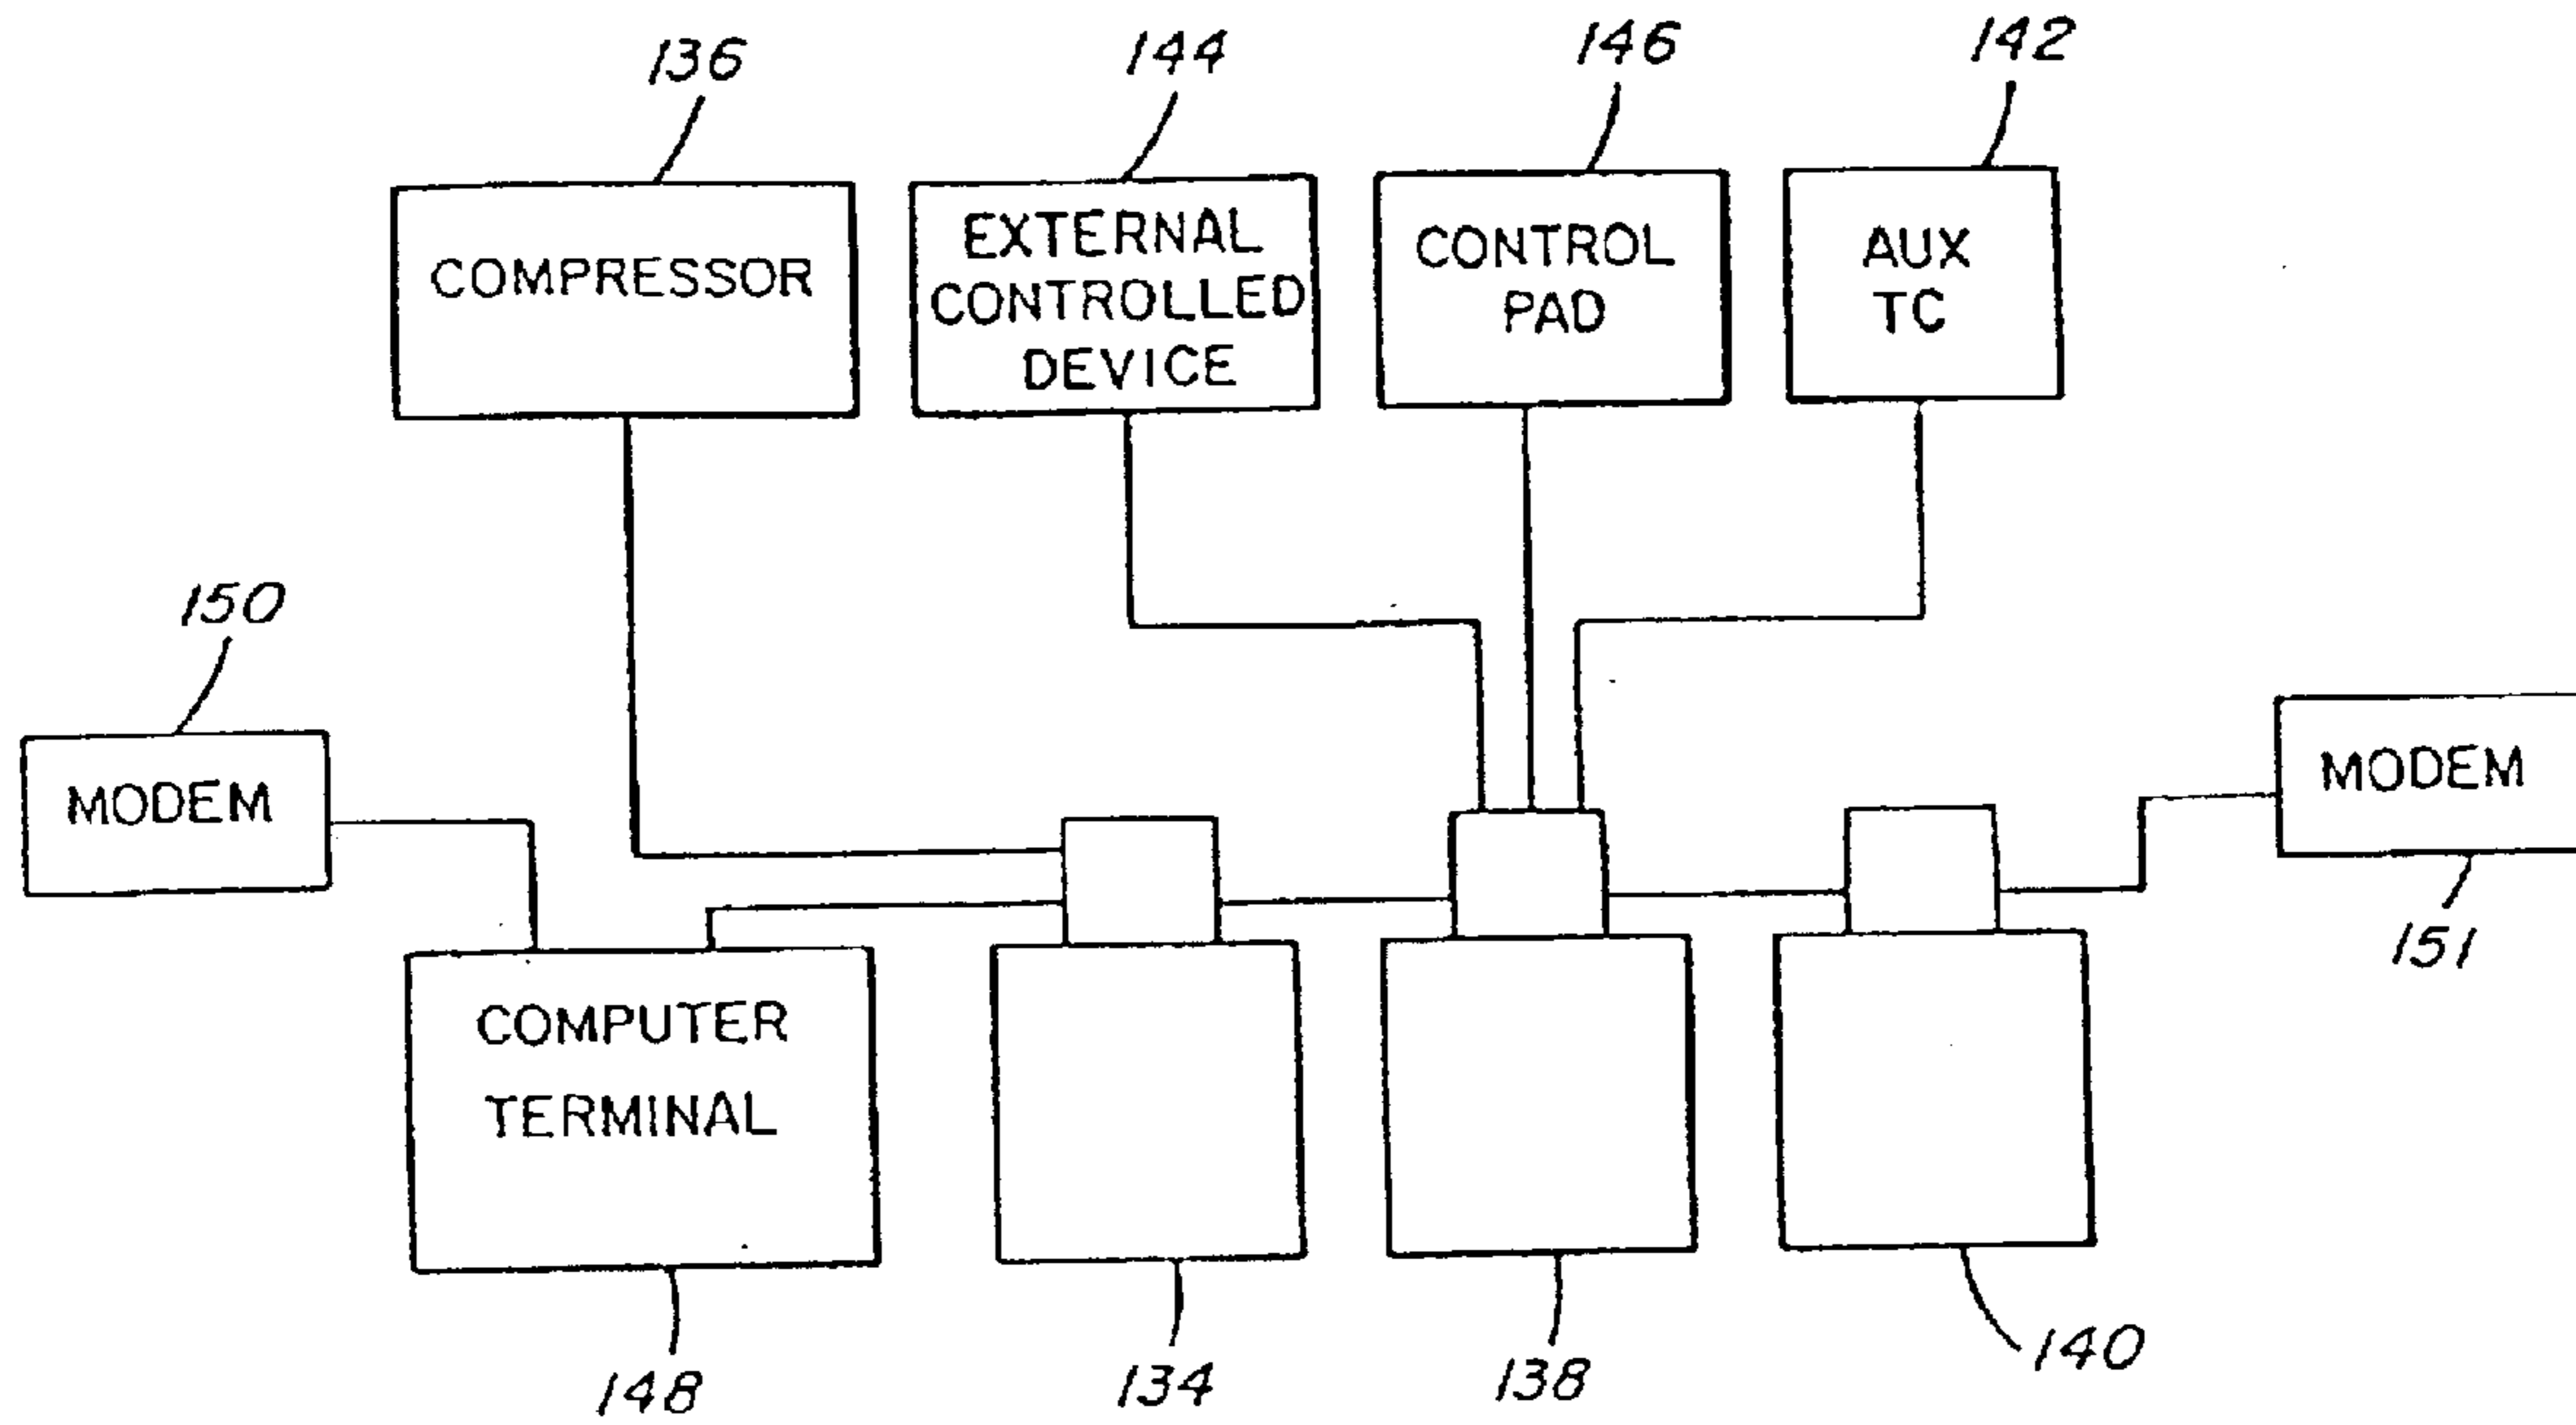 136
144
146
142
COMPRESSOR
EXTERNAL
CONTROLLED
DEVICE
CONTROL
PAD
AUX
TC
150
MODEM
MODEM
151
COMPUTER
TERMINAL
148
134
138
140